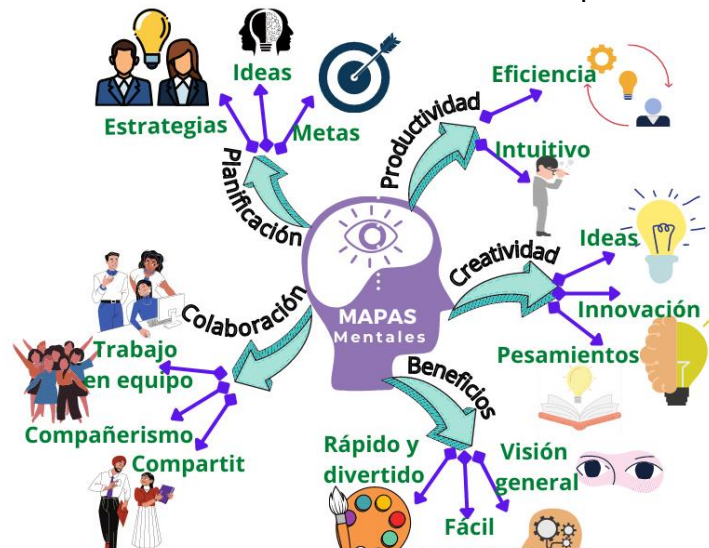 MAPAS
Mentales
Planificación
Estrategias
Ideas
Metas
Productividad
Eficiencia
Intuitivo
Creatividad
Ideas
Innovación
Pesamientos
Beneficios
Rápido y
divertido
Fácil
Visión
general
Colaboración
Trabajo
en equipo
Compañerismo
Compartit